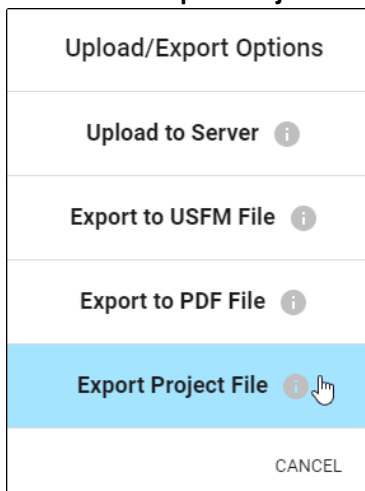 Upload/Export Options
Upload to Server
Export to USFM File
Export to PDF File
Export Project File
CANCEL